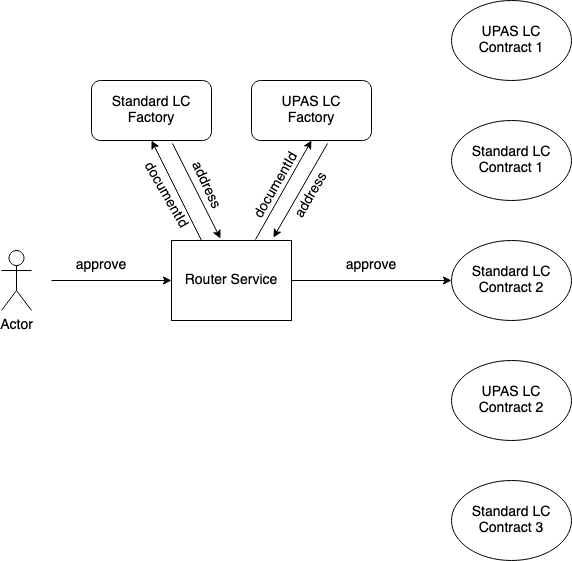 UPAS LC
Contract 1
Standard LC
Factory
UPAS LC
Factory
Standard LC
Contract 1
documentId
address
documentId
address
approve
Router Service
approve
Standard LC
Contract 2
Actor
UPAS LC
Contract 2
Standard LC
Contract 3